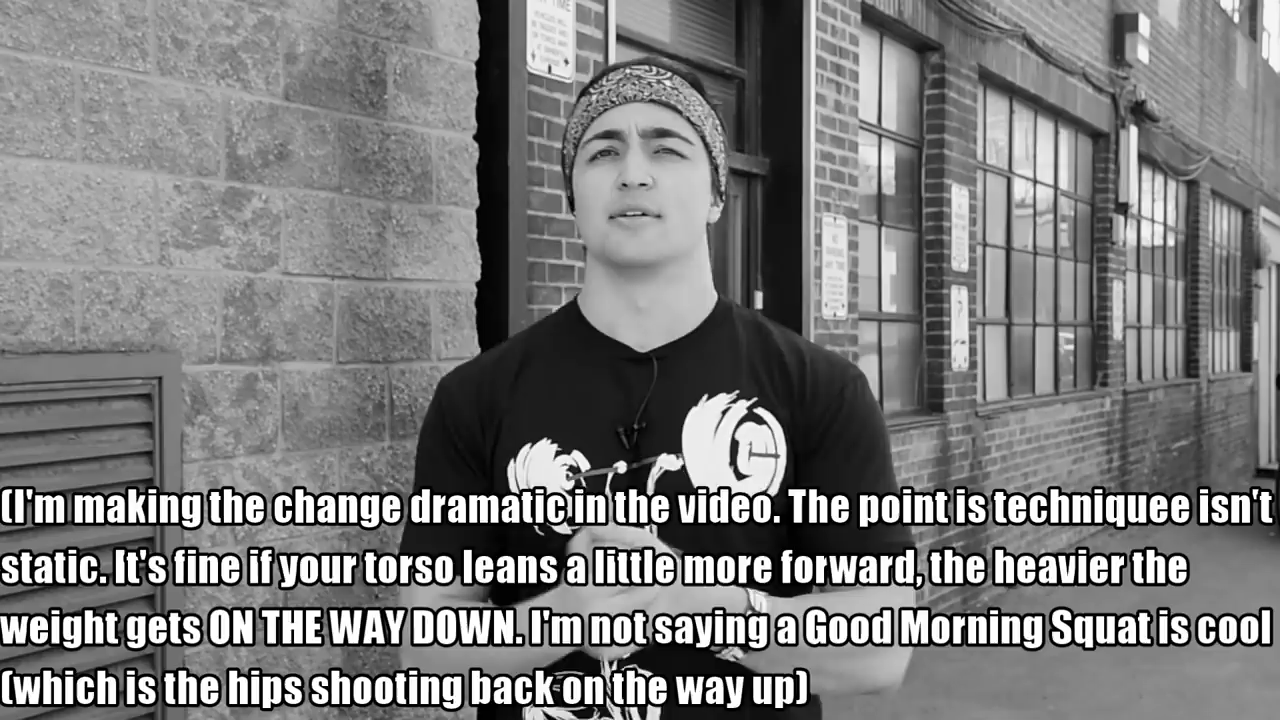 (I'm making the change dramatic in the video. The point is techniquee isn't
static. It's fine if your torso leans a little more forward, the heavier the
weight gets ON THE WAY DOWN. I'm not saying a Good Morning Squat is cool
(which is the hips shooting back on the way up)